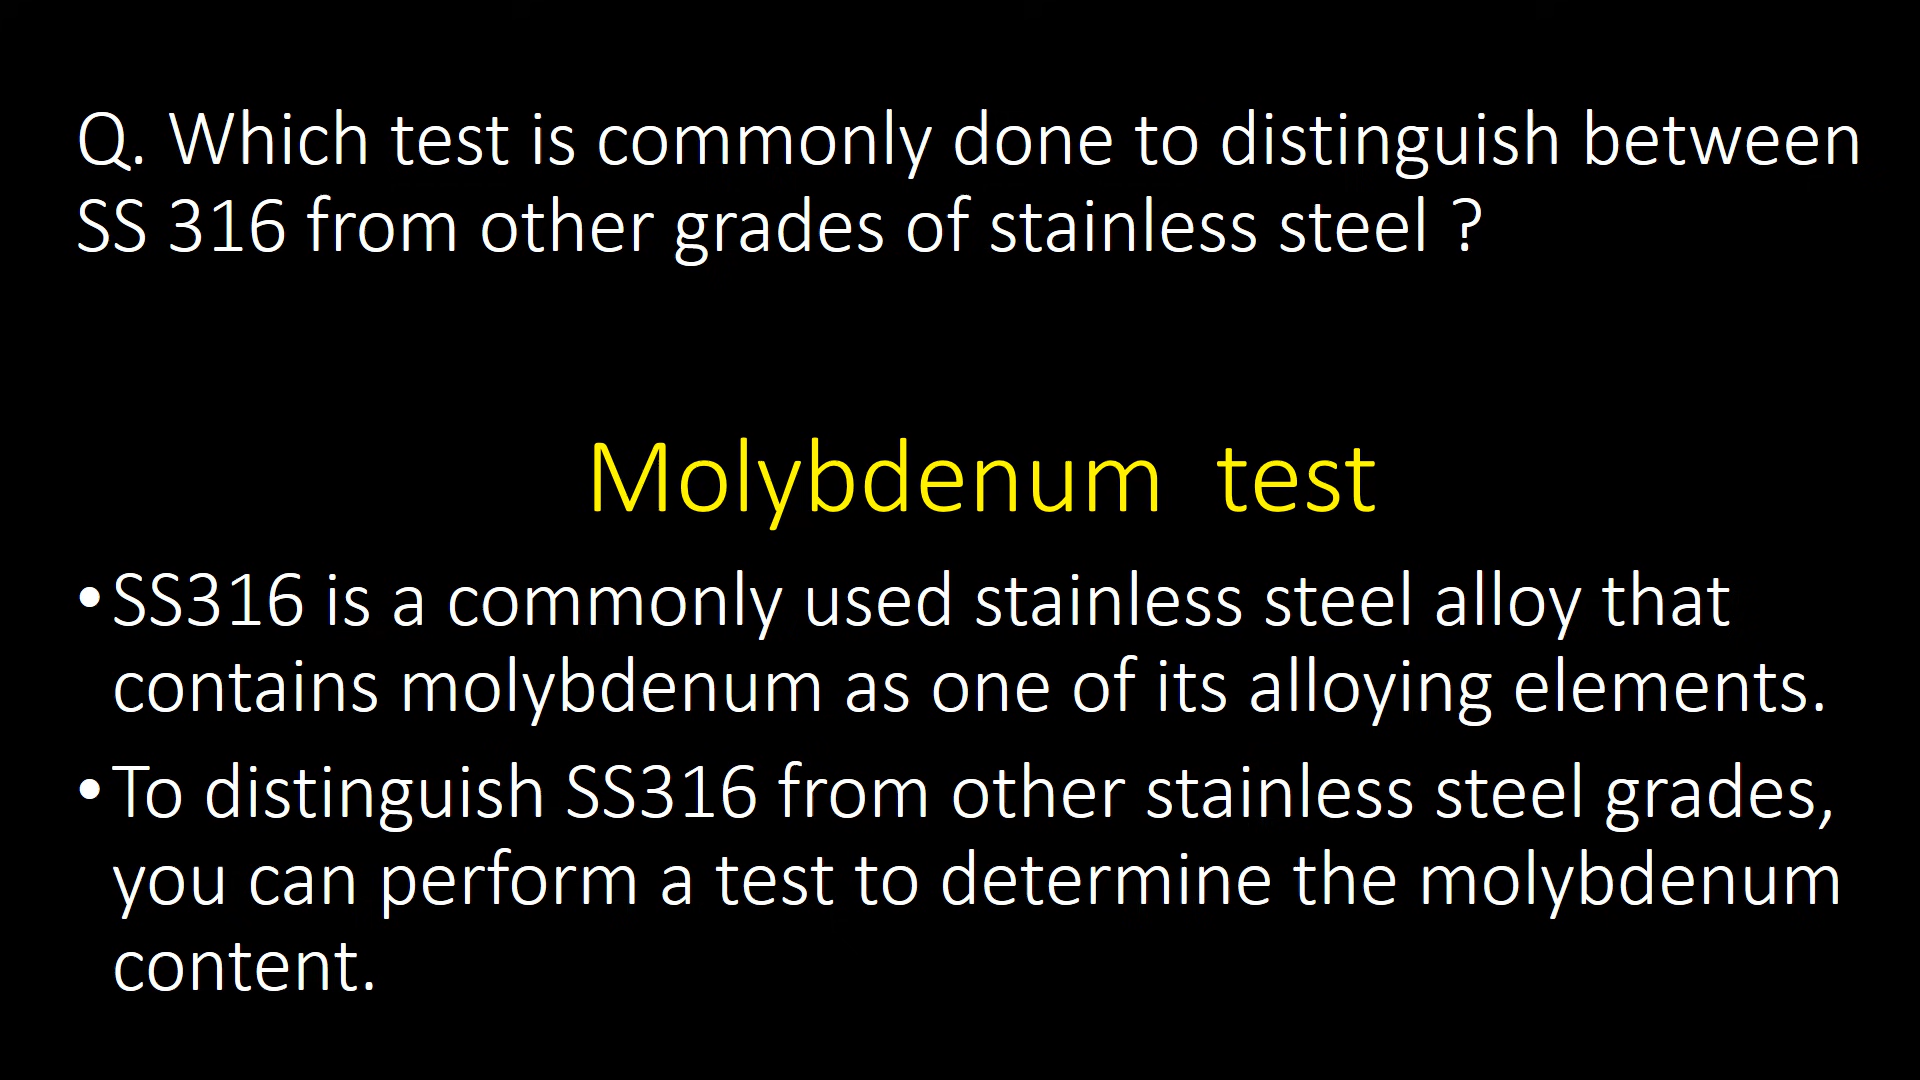 Q. Which test is commonly done to distinguish between
SS 316 from other grades of stainless steel ?
Molybdenum test
•SS316 is a commonly used stainless steel alloy that
contains molybdenum as one of its alloying elements.
•To distinguish SS316 from other stainless steel grades,
you can perform a test to determine the molybdenum
content.